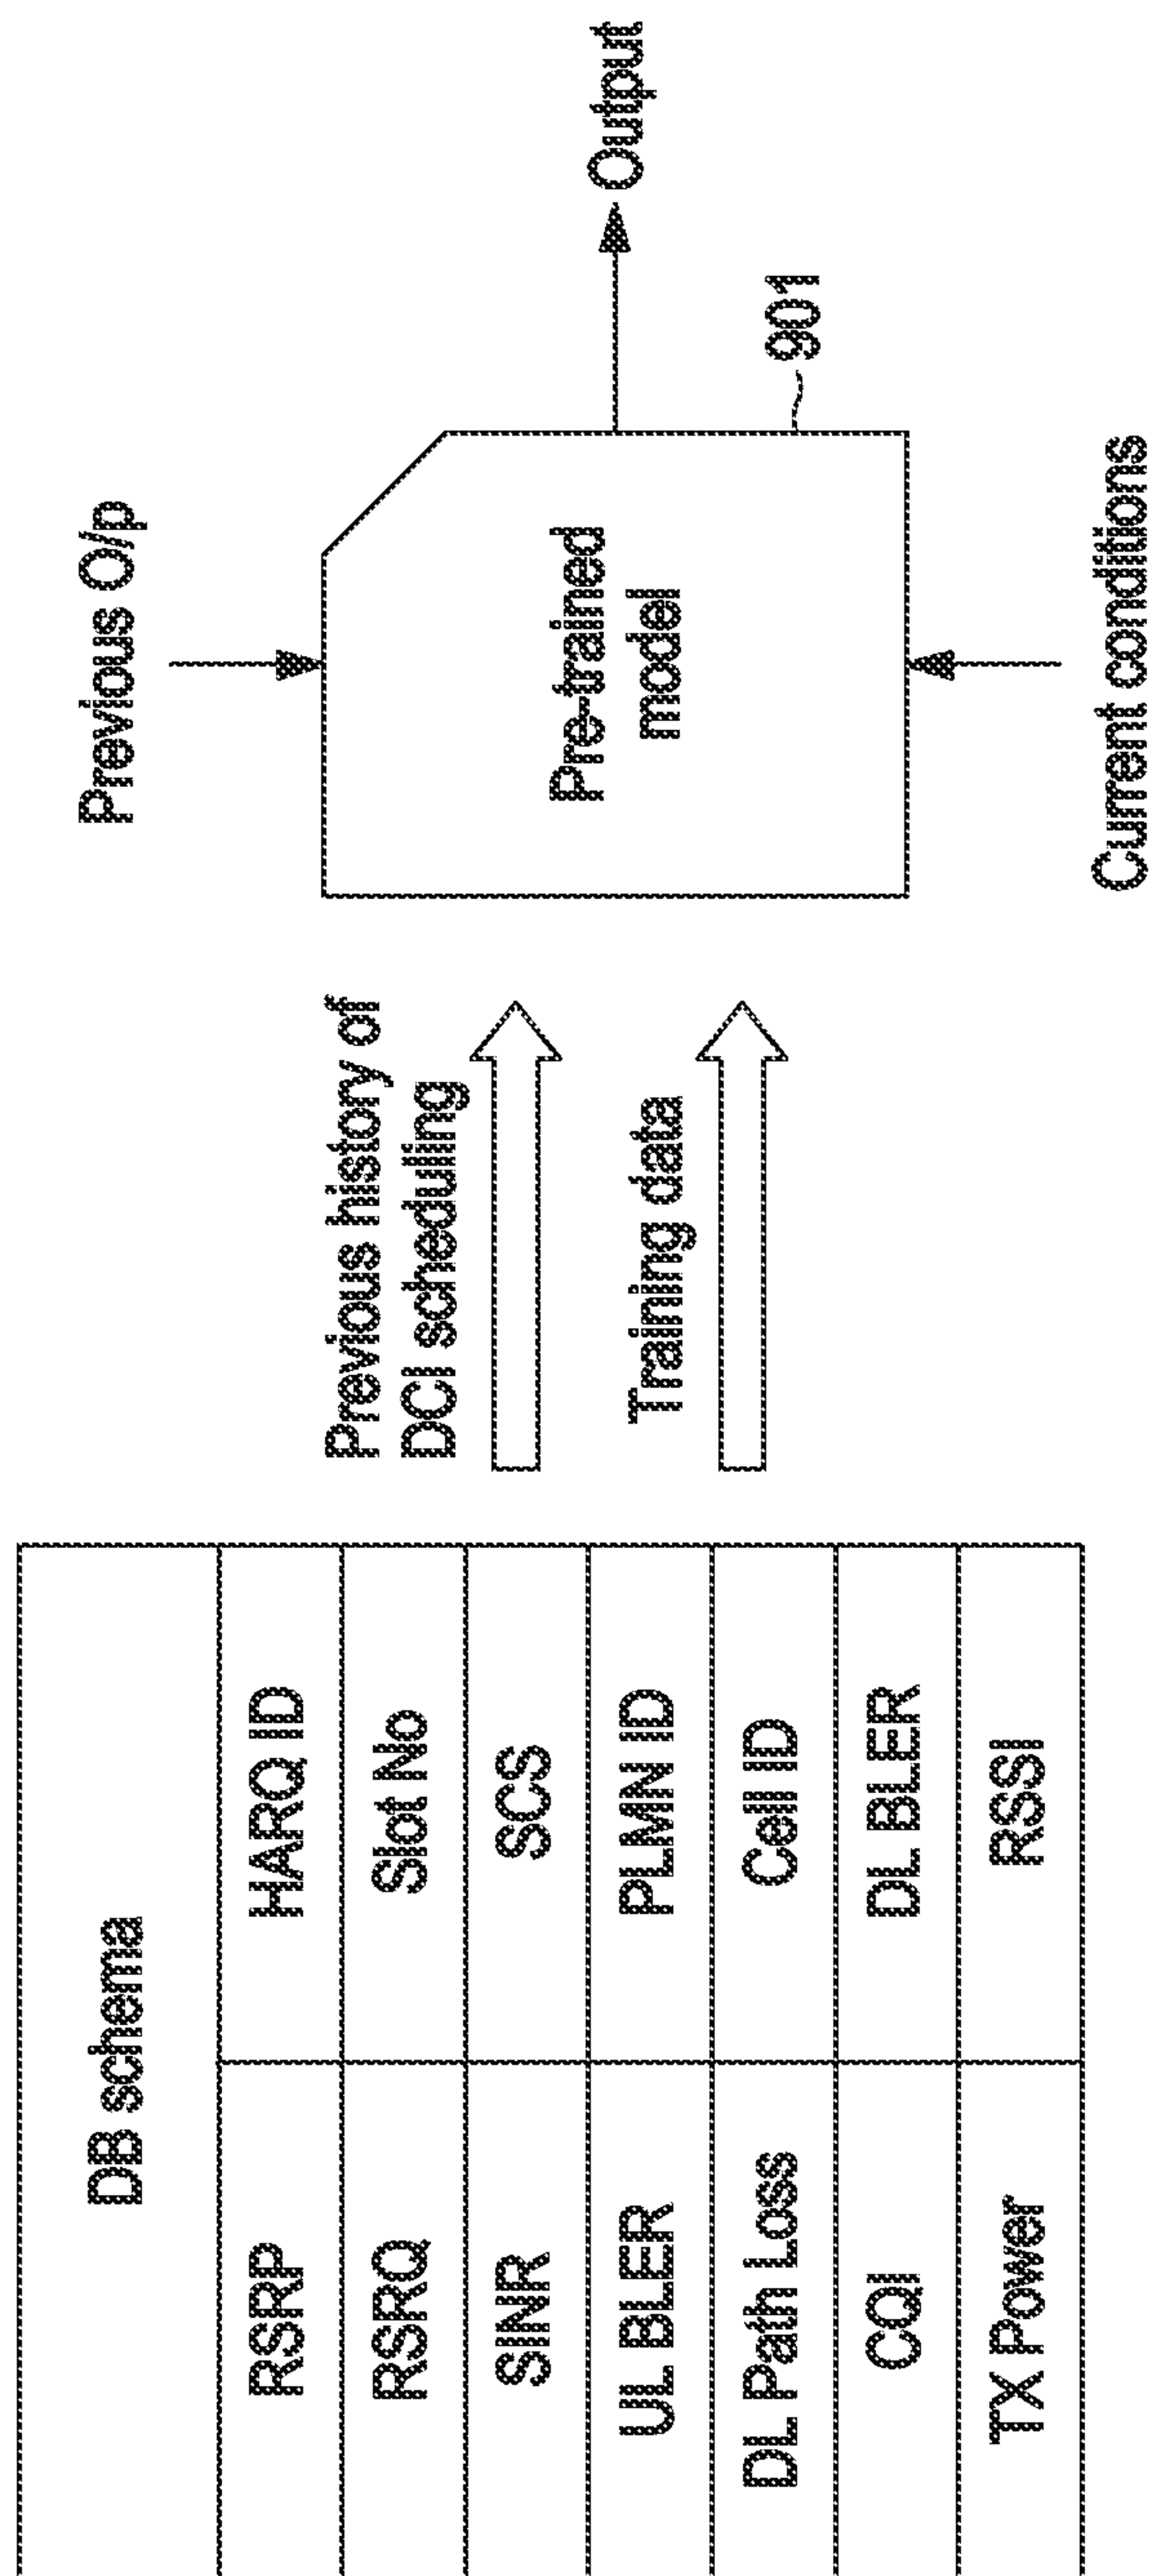 DB schema
RSRP HARQ ID
RSRQ Slot No
SINR SCS
UL BLER PLMN ID
DL Path Loss Cell ID
CQI DL BLER
TX Power RSSI
Previous history of
DCI scheduling
Training data
Previous O/p
Pre-trained
model
901
Output
Current conditions